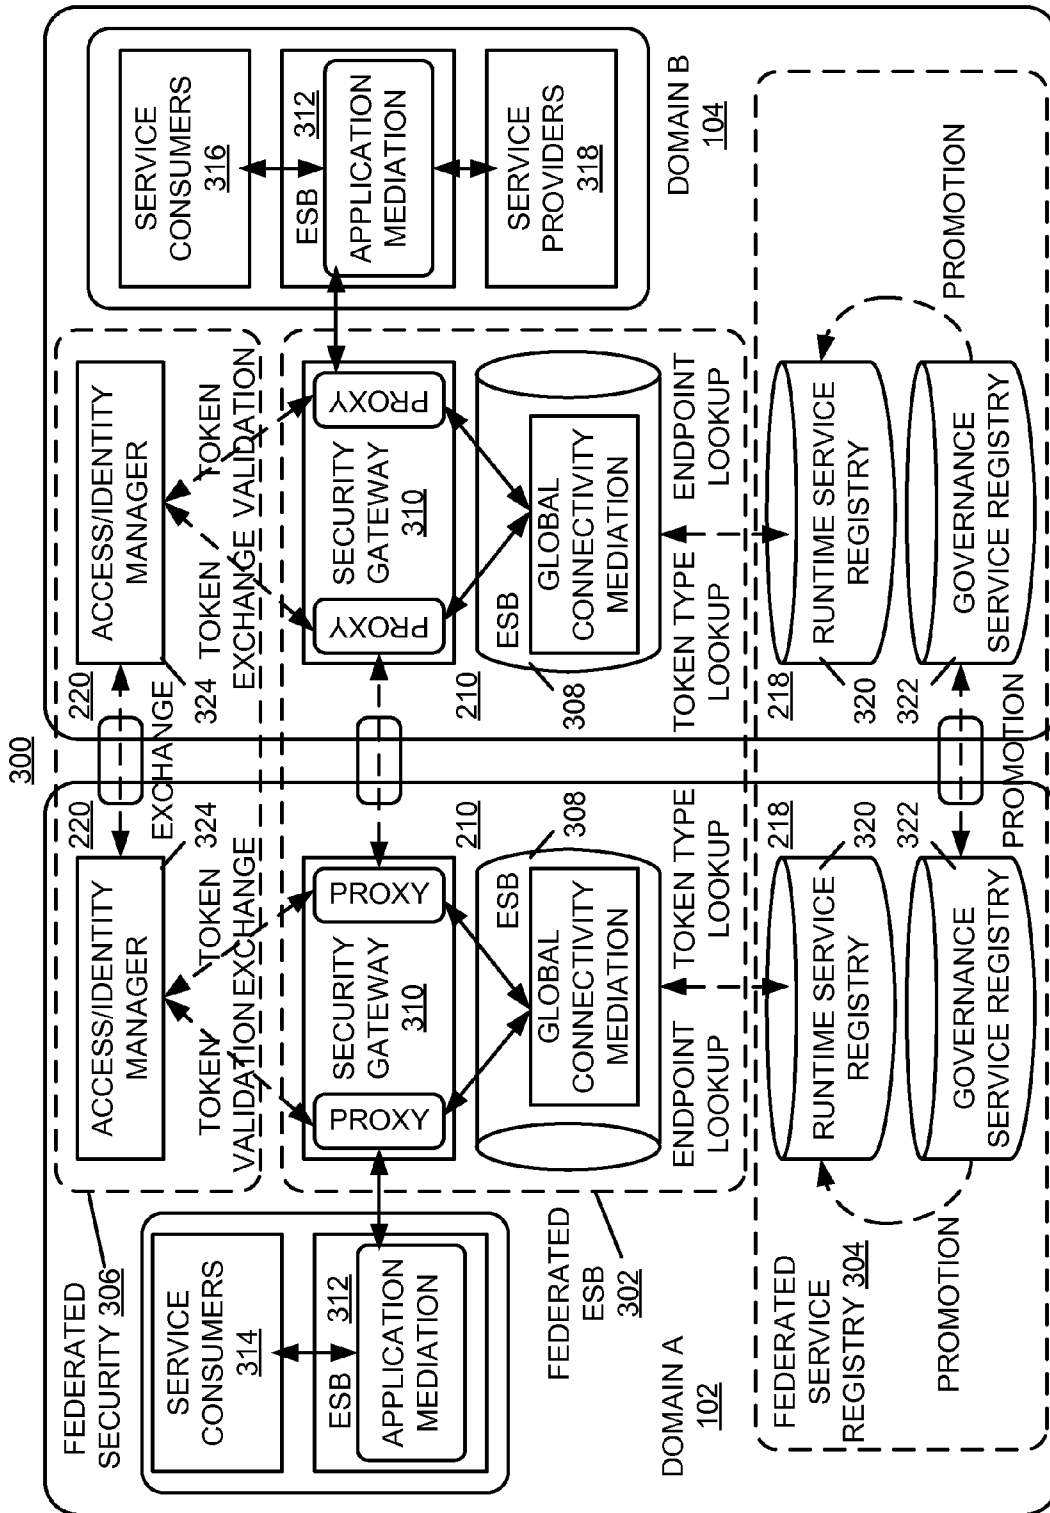 300
FEDERATED
SECURITY 306
SERVICE
CONSUMERS
314
ESB
312
APPLICATION
MEDIATION
FEDERATED
ESB
302
DOMAIN A
102
FEDERATED
SERVICE
REGISTRY 304
PROMOTION
220
ACCESS/IDENTITY
MANAGER
324
EXCHANGE
TOKEN
VALIDATION
TOKEN
EXCHANGE
210
PROXY
SECURITY
GATEWAY
310
PROXY
308
ESB
GLOBAL
CONNECTIVITY
MEDIATION
ENDPOINT
LOOKUP
TOKEN TYPE
LOOKUP
218
RUNTIME SERVICE
REGISTRY
320
322
GOVERNANCE
SERVICE REGISTRY
PROMOTION
220
ACCESS/IDENTITY
MANAGER
324
TOKEN
EXCHANGE
TOKEN
VALIDATION
210
PROXY
SECURITY
GATEWAY
310
PROXY
308
ESB
GLOBAL
CONNECTIVITY
MEDIATION
TOKEN TYPE
LOOKUP
ENDPOINT
LOOKUP
218
RUNTIME SERVICE
REGISTRY
320
322
GOVERNANCE
SERVICE REGISTRY
PROMOTION
SERVICE
CONSUMERS
316
ESB
312
APPLICATION
MEDIATION
SERVICE
PROVIDERS
318
DOMAIN B
104